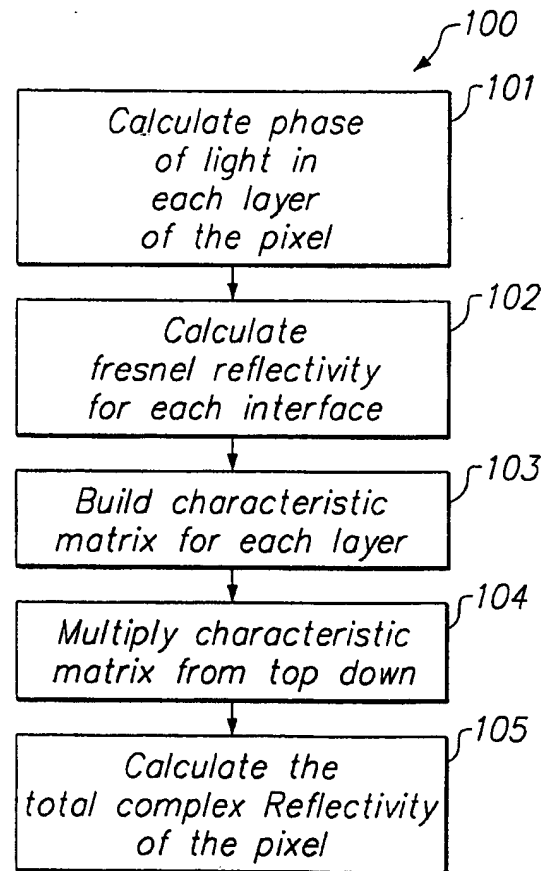 100
101
Calculate phase
of light in
each layer
of the pixel
102
Calculate
fresnel reflectivity
for each interface
103
Build characteristic
matrix for each layer
104
Multiply characteristic
matrix from top down
105
Calculate the
total complex Reflectivity
of the pixel